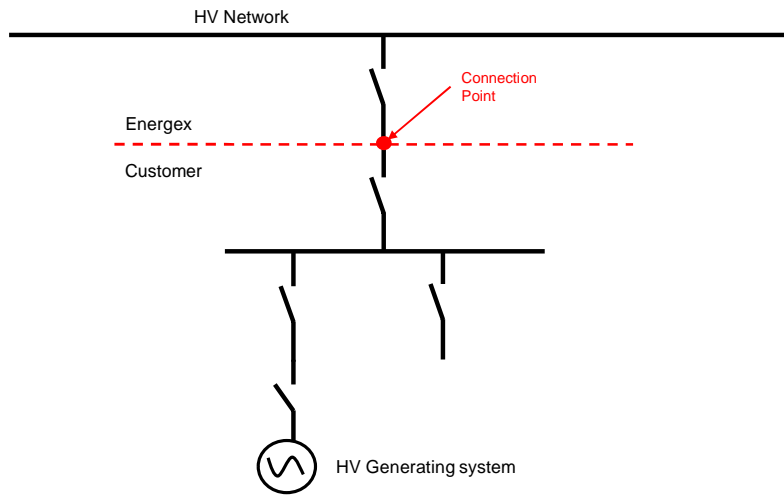 HV Network
Connection
Point
Energex
Customer
HV Generating system